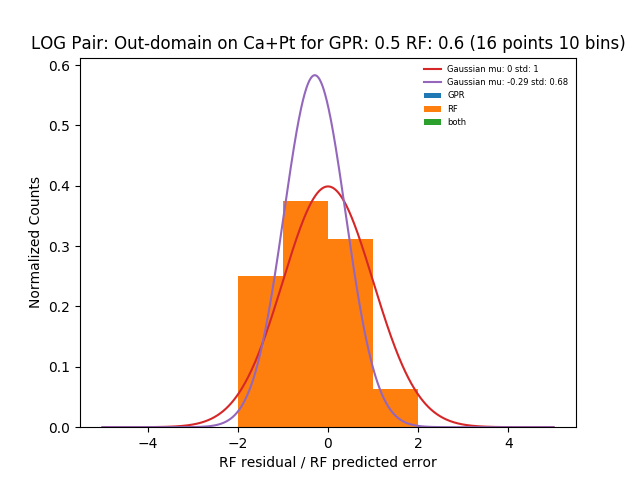 LOG Pair: Out-domain on Ca+Pt for GPR: 0.5 RF: 0.6 (16 points 10 bins)
Gaussian mu: 0 std: 1
Gaussian mu: -0.29 std: 0.68
GPR
RF
both
Normalized Counts
0.6
0.5
0.4
0.3
0.2
0.1
0.0
−4 −2 0 2 4
RF residual / RF predicted error